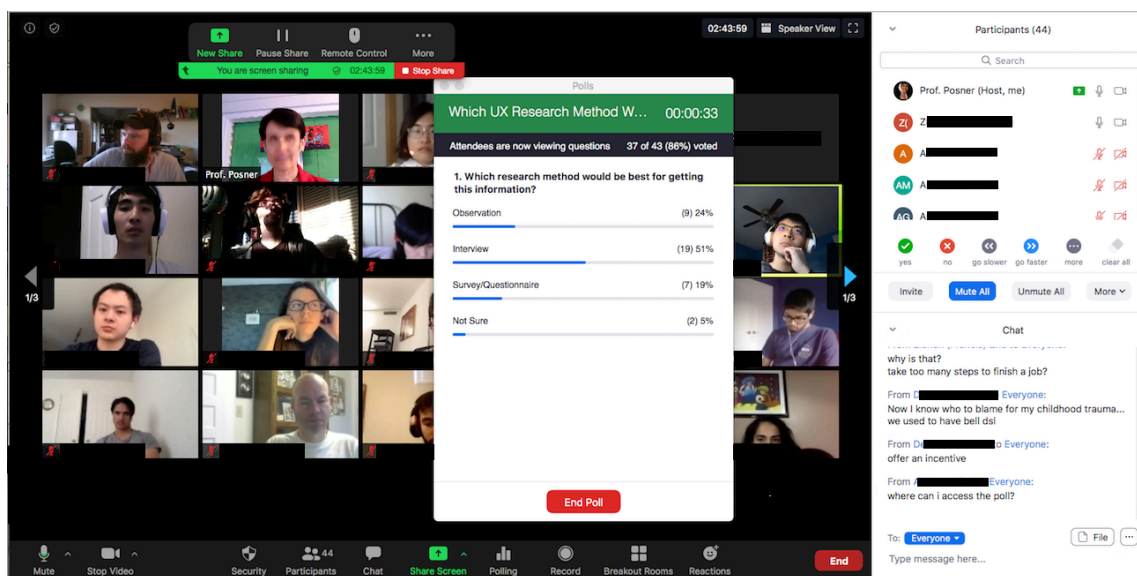 02:43:59
Speaker View
New Share
Pause Share
Remote Control
More
You are screen sharing
02:43:59
Stop Share
Prof. Posner
1/3
1/3
Polls
Which UX Research Method W... 00:00:33
Attendees are now viewing questions 37 of 43 (86%) voted
1. Which research method would be best for getting
this information?
Observation (9) 24%
Interview (19) 51%
Survey/Questionnaire (7) 19%
Not Sure (2) 5%
End Poll
Participants (44)
Search
Prof. Posner (Host, me)
Z( Z
A A
AM A
AG A
yes no go slower go faster more clear all
Invite Mute All Unmute All More
Chat
why is that?
take too many steps to finish a job?
From D Everyone:
Now I know who to blame for my childhood trauma...
we used to have bell dsl
From D o Everyone:
offer an incentive
From A Everyone:
where can i access the poll?
To: Everyone File ...
Type message here...
Mute Stop Video Security Participants 44 Chat Share Screen Polling Record Breakout Rooms Reactions End